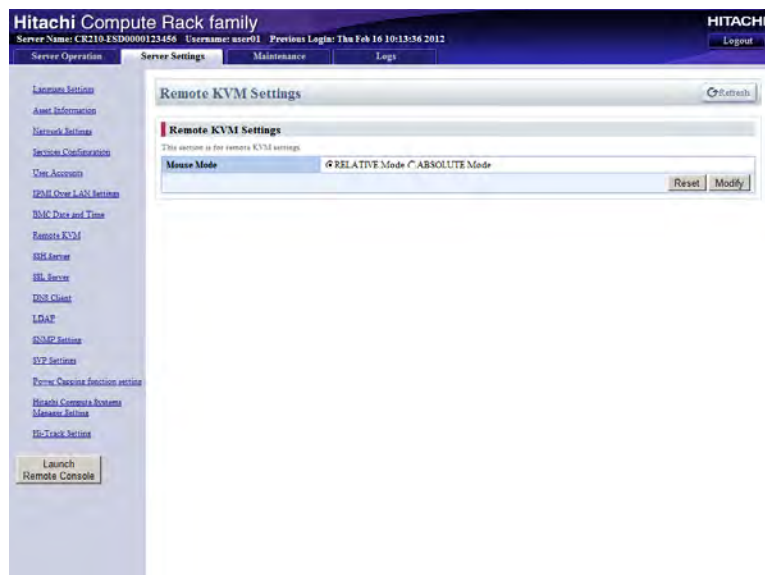 Hitachi Compute Rack family
HITACHI
Server Name: CR210-ESD0000123456 Username: user01 Previous Login: Thu Feb 16 10:13:36 2012
Logout
Server Operation
Server Settings
Maintenance
Logs
Language Settings
Asset Information
Network Settings
Services Configuration
User Accounts
IPMI Over LAN Settings
BMC Date and Time
Remote KVM
SSH Server
SSL Server
DNS Client
LDAP
SNMP Setting
SVP Settings
Power Capping function setting
Hitachi Compute Systems
Manager Setting
Hi-Track Setting
Launch
Remote Console
Remote KVM Settings
Refresh
Remote KVM Settings
This section is for remote KVM settings.
Mouse Mode
RELATIVE Mode ABSOLUTE Mode
Reset
Modify